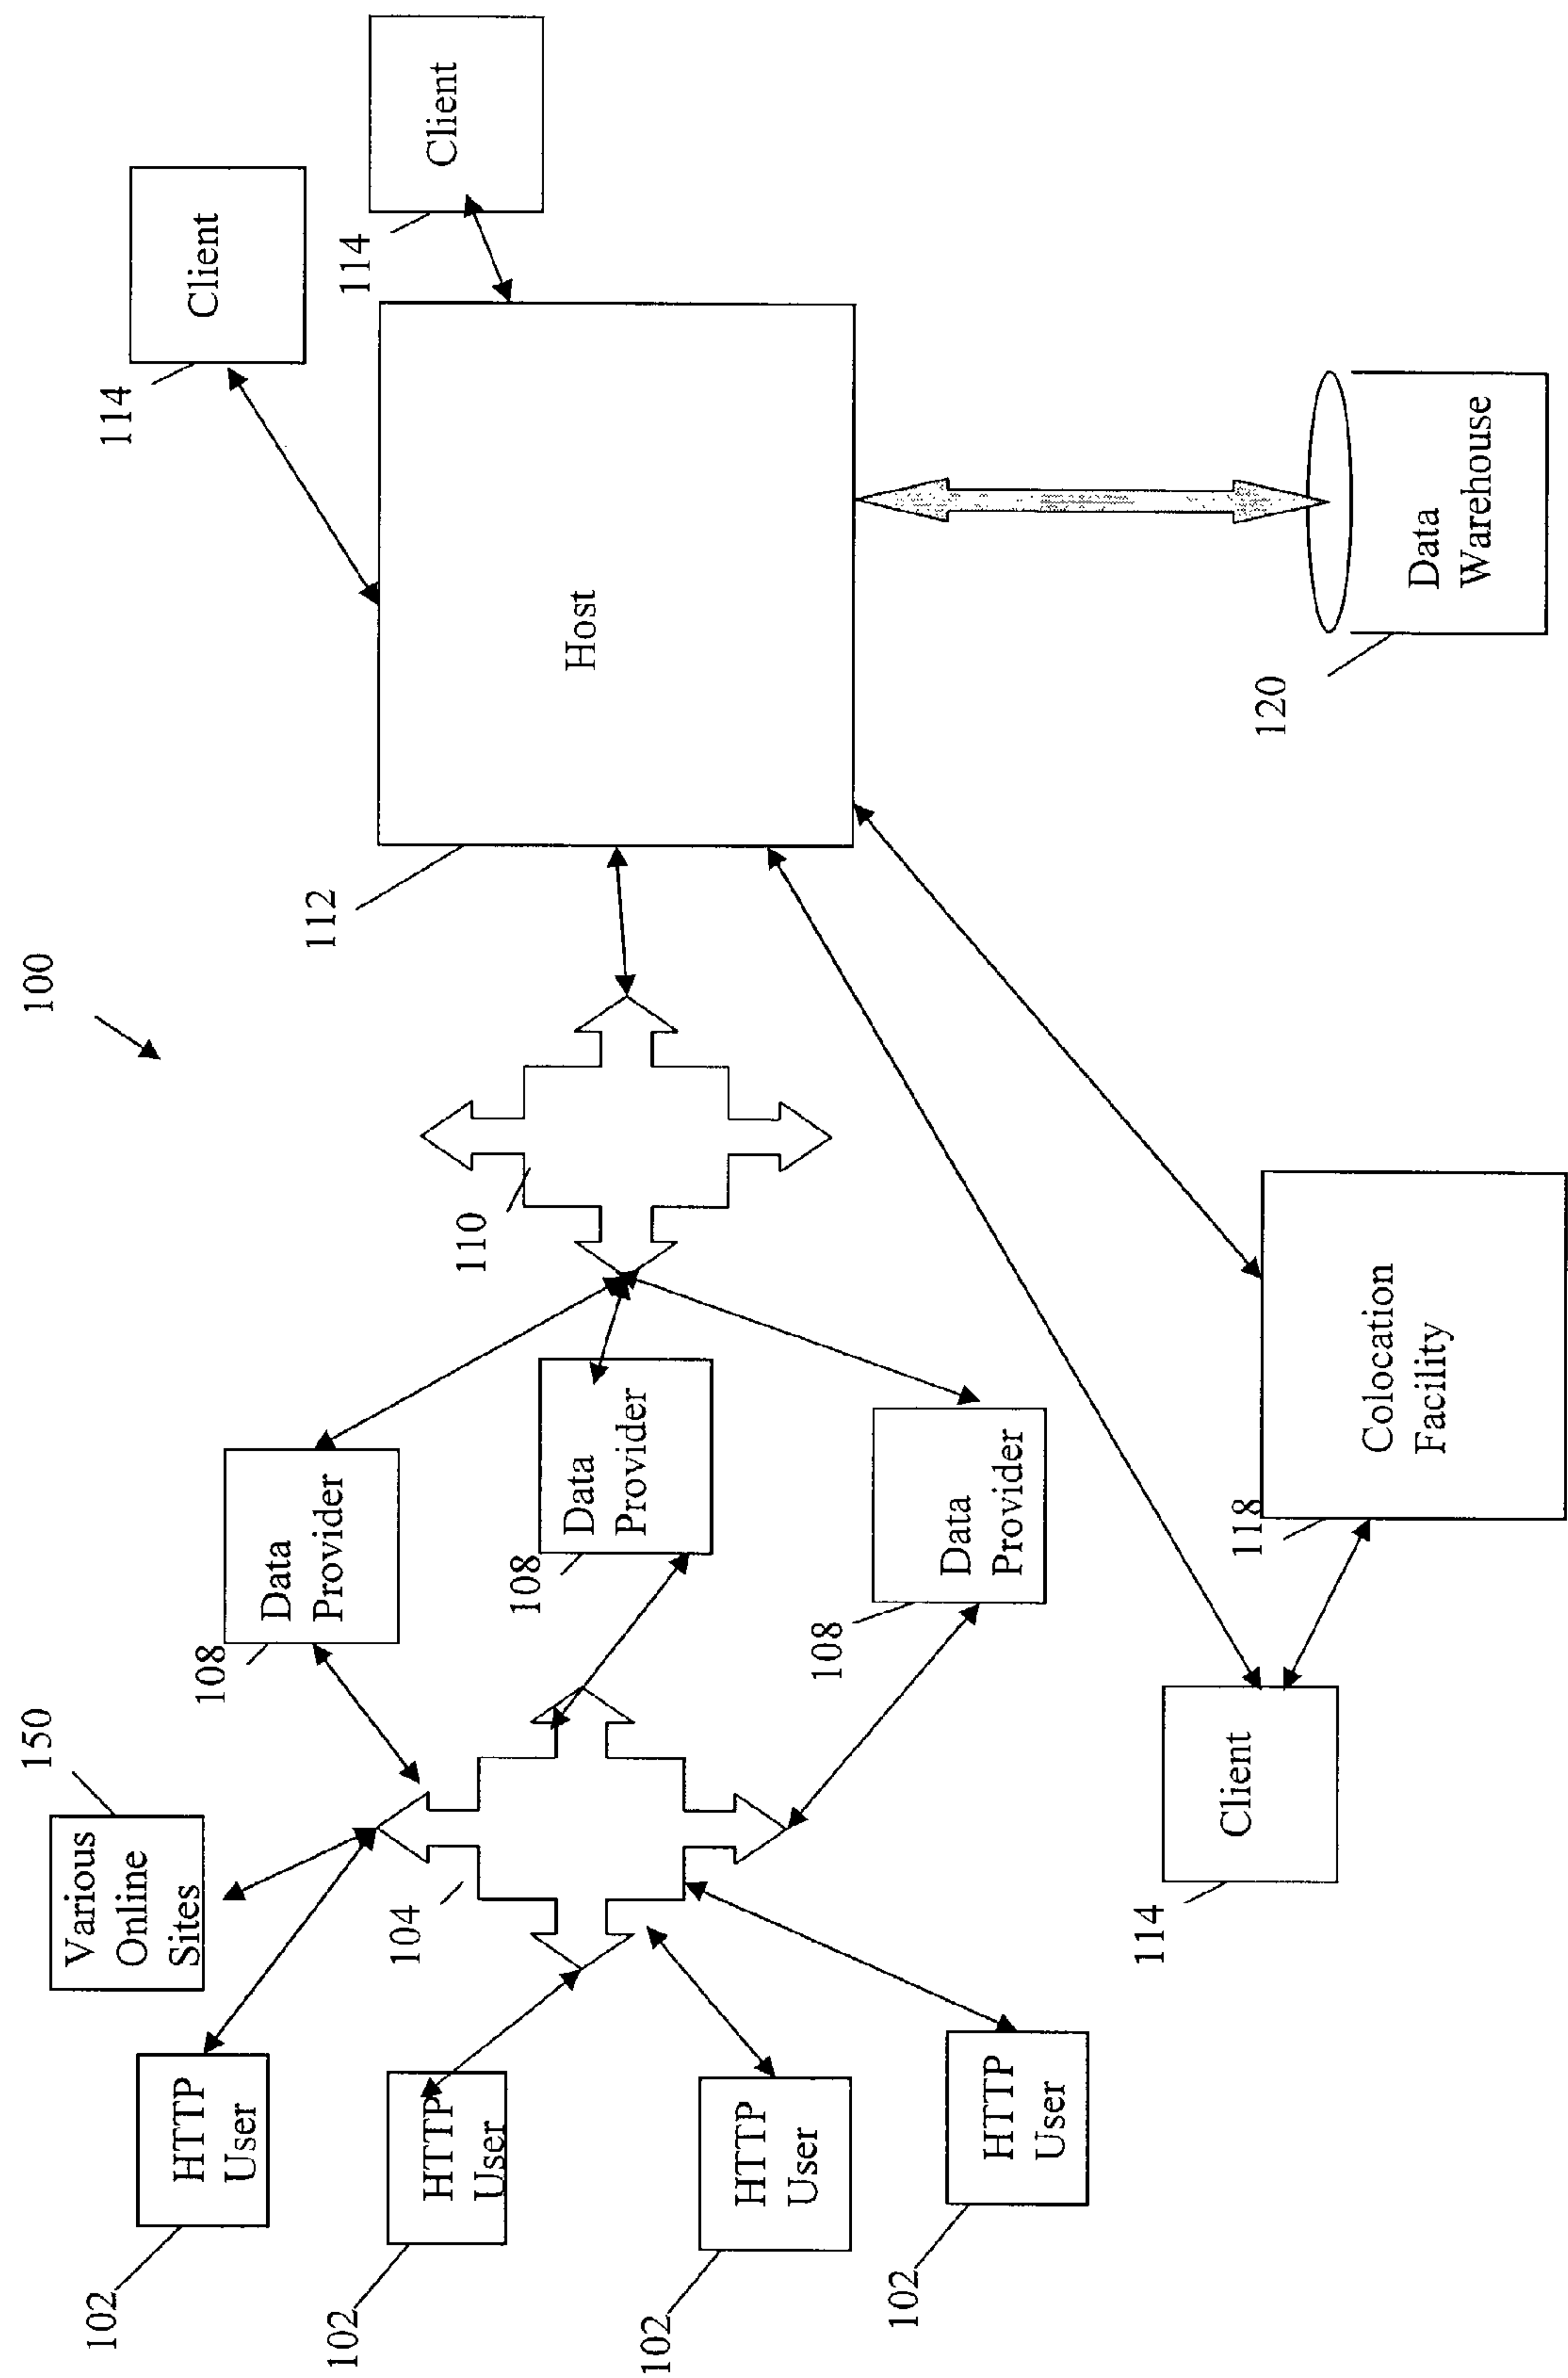 100
150
Various
Online
Sites
HTTP
User
102
HTTP
User
102
HTTP
User
102
HTTP
User
102
104
108
Data
Provider
108
Data
Provider
108
Data
Provider
110
112
Host
114
Client
114
Client
114
Client
118
Colocation
Facility
120
Data
Warehouse